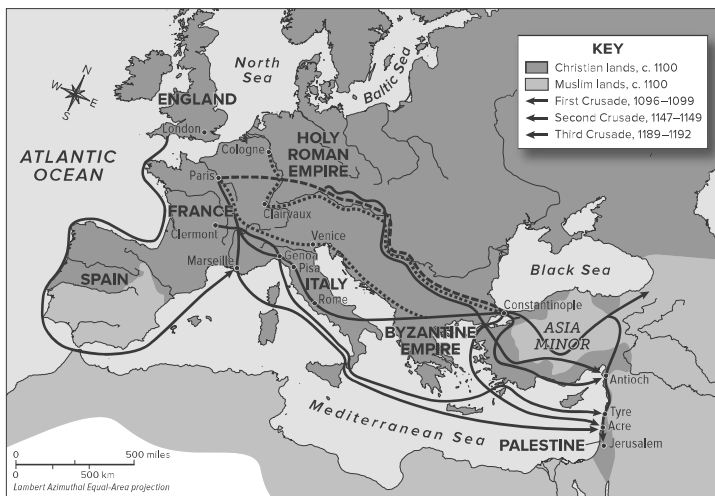 North
Sea
Baltic Sea
KEY
Christian lands, c. 1100
Muslim lands, c. 1100
First Crusade, 1096–1099
Second Crusade, 1147–1149
Third Crusade, 1189–1192
N
W
E
S
ENGLAND
London
ATLANTIC
OCEAN
Cologne
HOLY
ROMAN
EMPIRE
Paris
FRANCE
Clairvaux
Clermont
Venice
Genoa
Marseille
Pisa
SPAIN
ITALY
Rome
Black Sea
Constantinople
BYZANTINE
EMPIRE
ASIA
MINOR
Antioch
Mediterranean Sea
Tyre
Acre
PALESTINE
Jerusalem
0
500 miles
0
500 km
Lambert Azimuthal Equal-Area projection